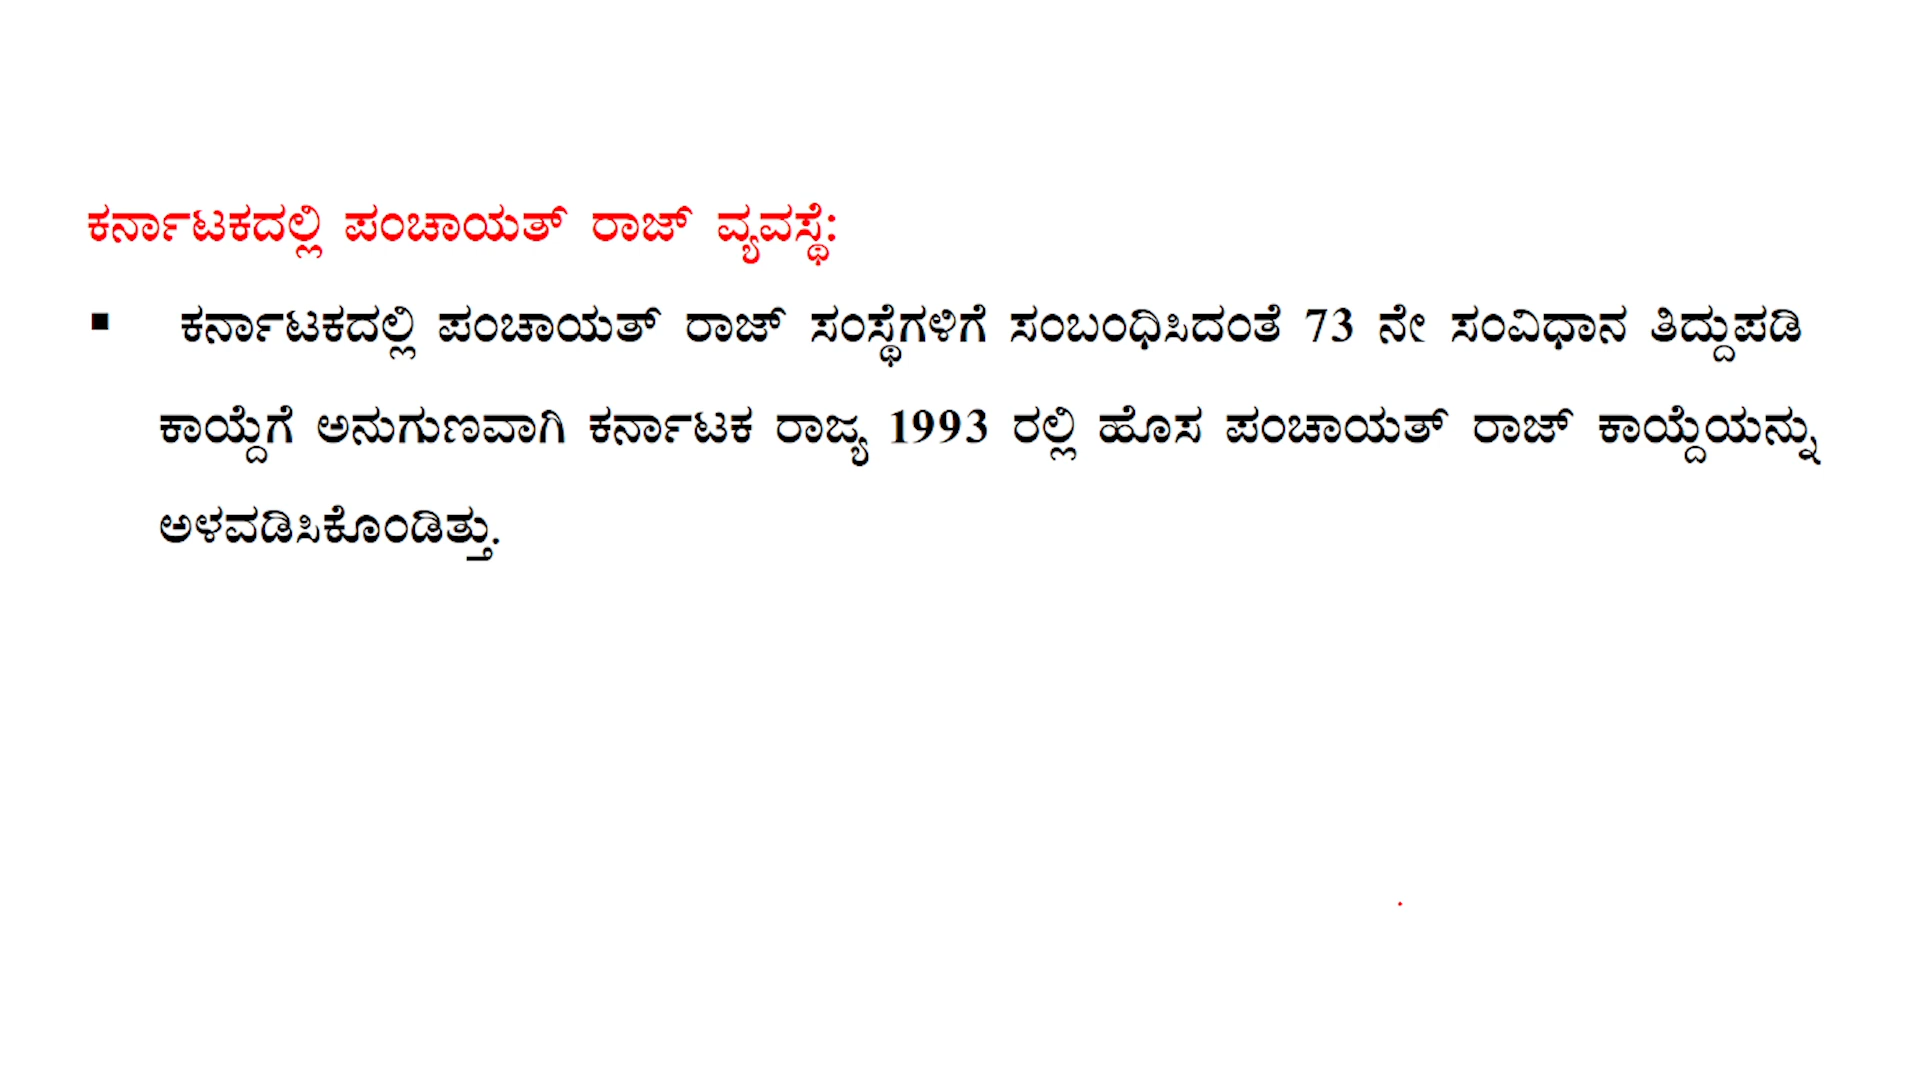 ಕರ್ನಾಟಕದಲ್ಲಿ ಪಂಚಾಯತ್ ರಾಜ್ ವ್ಯವಸ್ಥೆ:
▪ ಕರ್ನಾಟಕದಲ್ಲಿ ಪಂಚಾಯತ್ ರಾಜ್ ಸಂಸ್ಥೆಗಳಿಗೆ ಸಂಬಂಧಿಸಿದಂತೆ 73 ನೇ ಸಂವಿಧಾನ ತಿದ್ದುಪಡಿ
ಕಾಯ್ದೆಗೆ ಅನುಗುಣವಾಗಿ ಕರ್ನಾಟಕ ರಾಜ್ಯ 1993 ರಲ್ಲಿ ಹೊಸ ಪಂಚಾಯತ್ ರಾಜ್ ಕಾಯ್ದೆಯನ್ನು
ಅಳವಡಿಸಿಕೊಂಡಿತ್ತು.